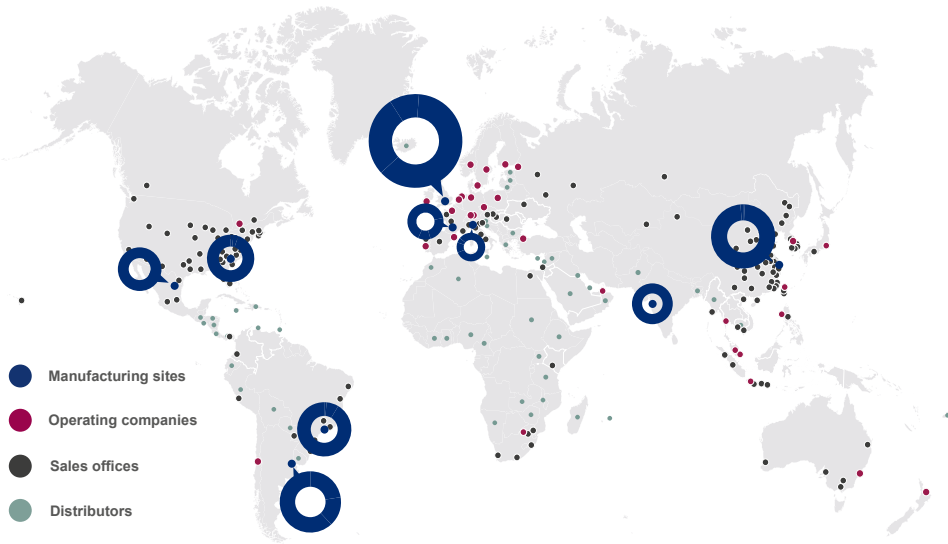 Manufacturing sites
Operating companies
Sales offices
Distributors